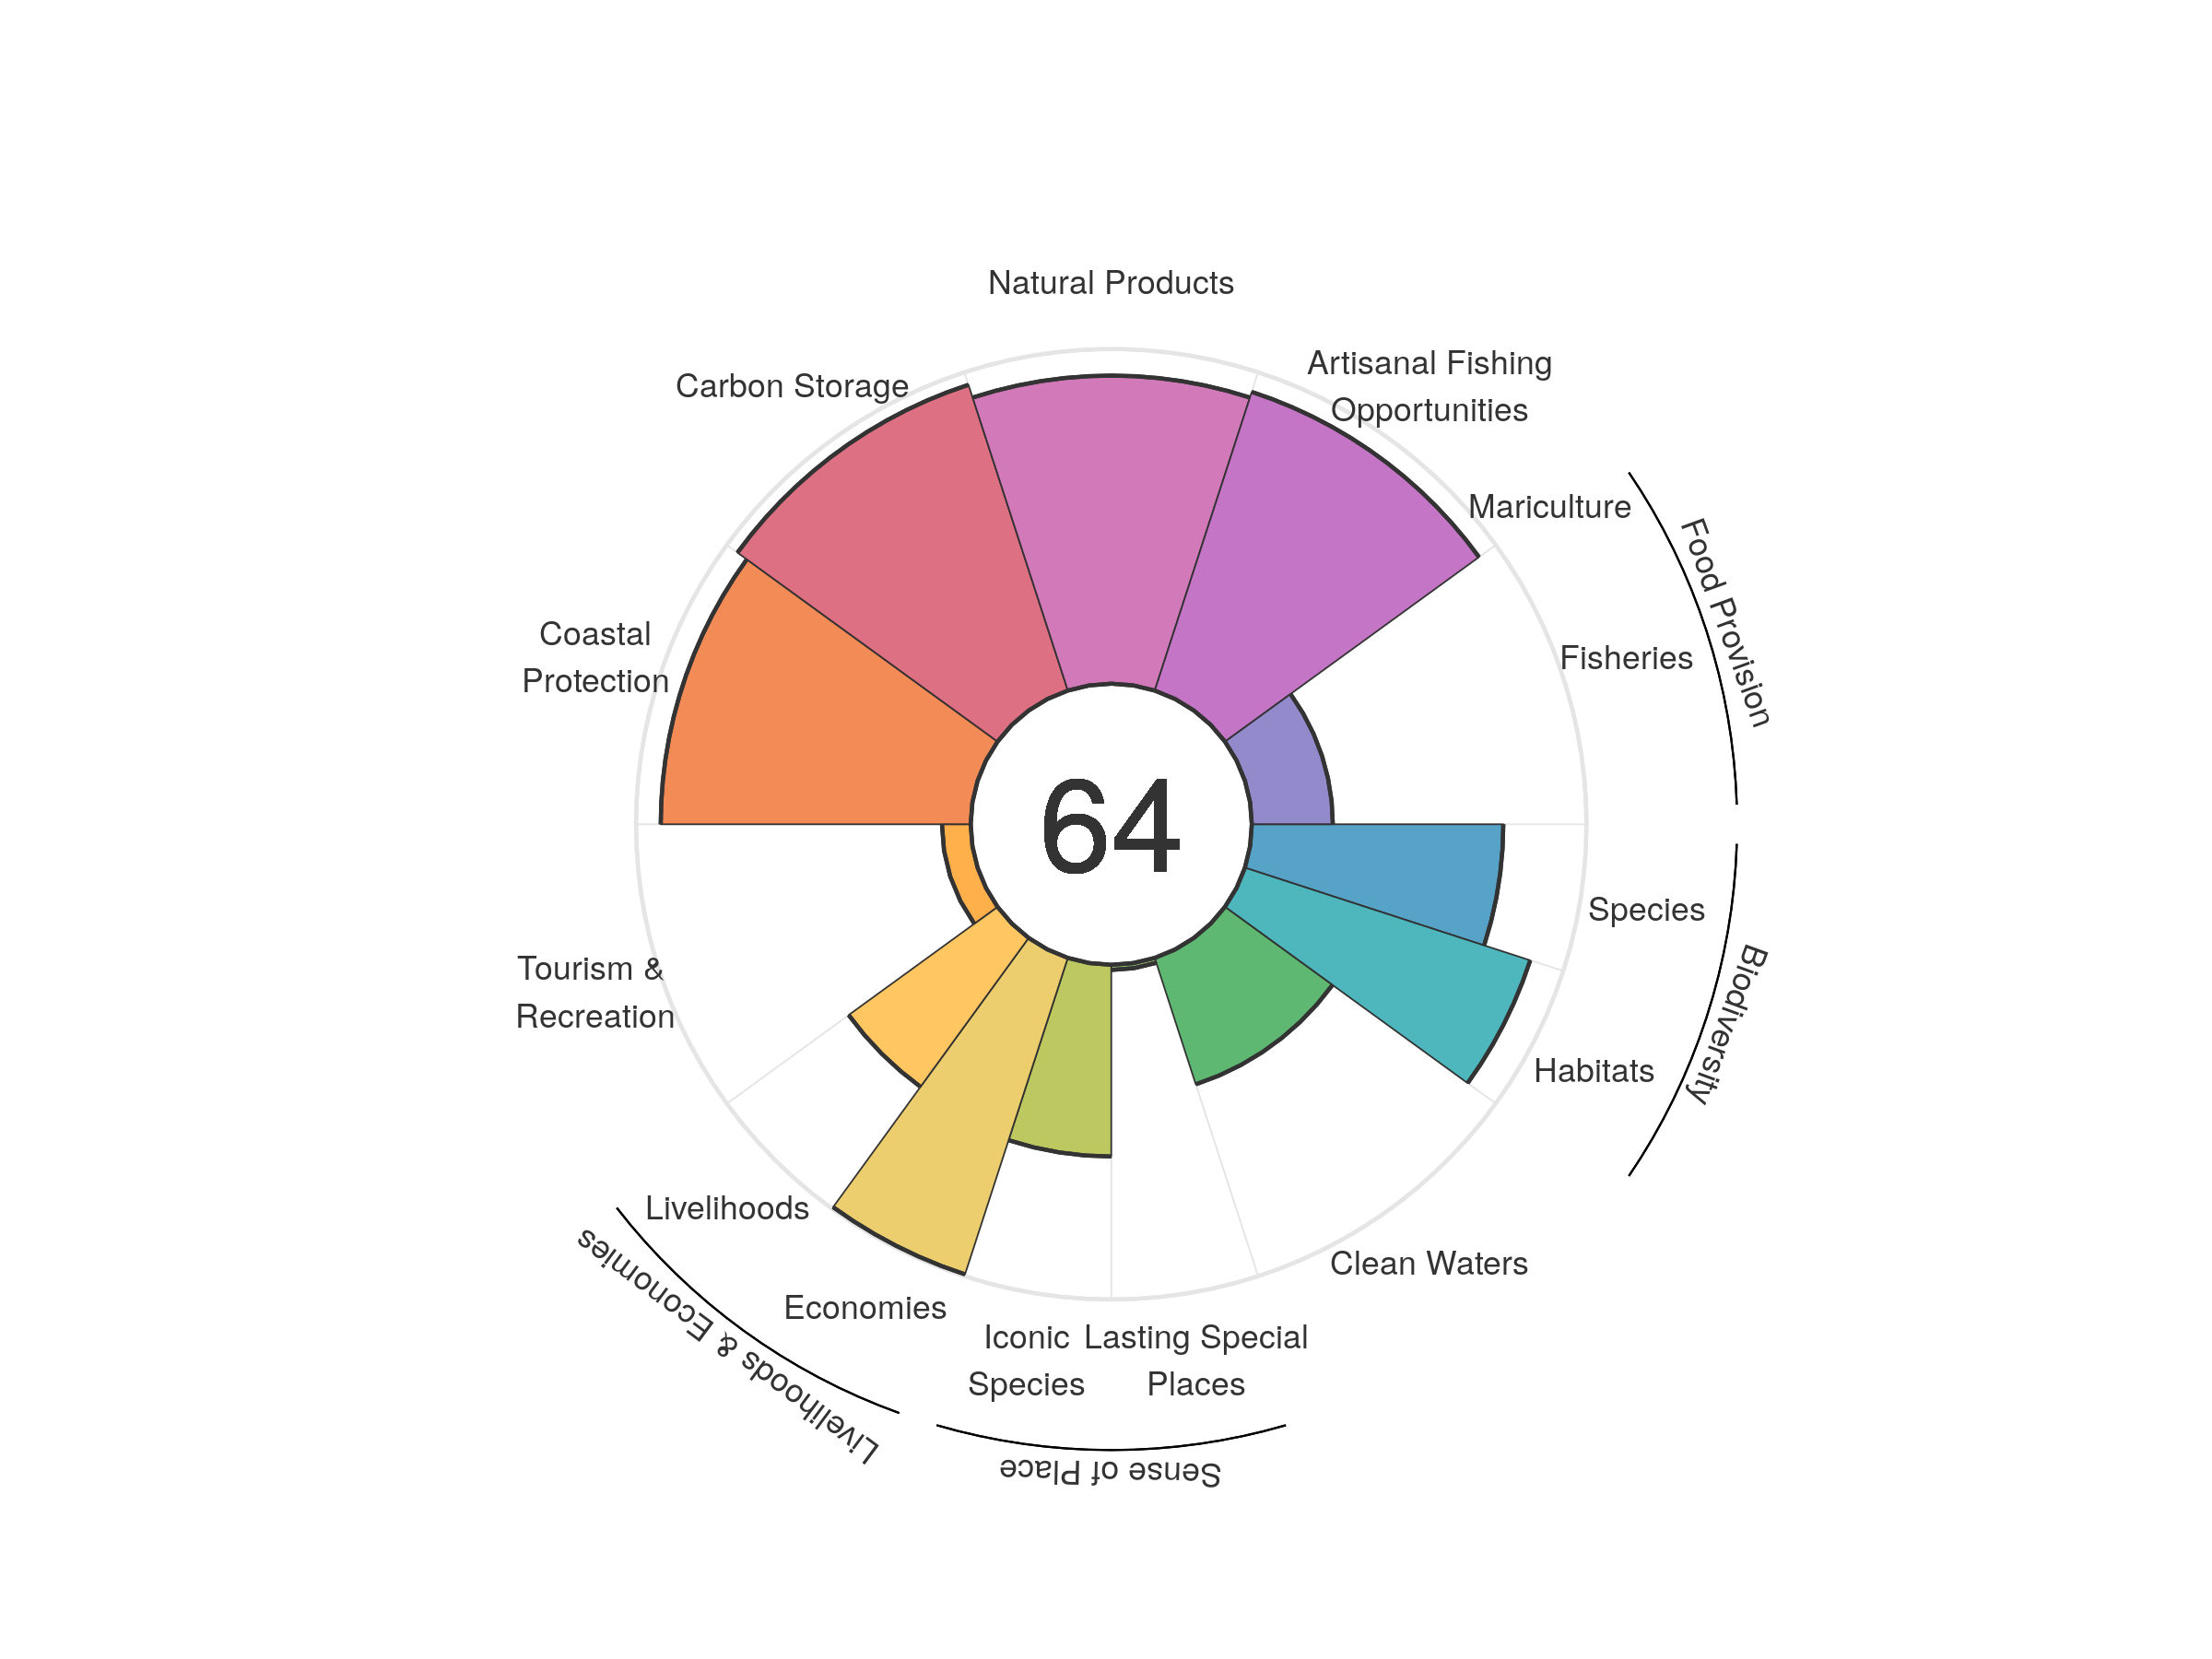 Natural Products
Artisanal Fishing
Opportunities
Carbon Storage
Mariculture
Food Provision
Fisheries
Coastal
Protection
64
Species
Biodiversity
Tourism &
Recreation
Habitats
Livelihoods
Clean Waters
Livelihoods & Economies
Economies
Iconic
Species
Lasting Special
Places
Sense of Place